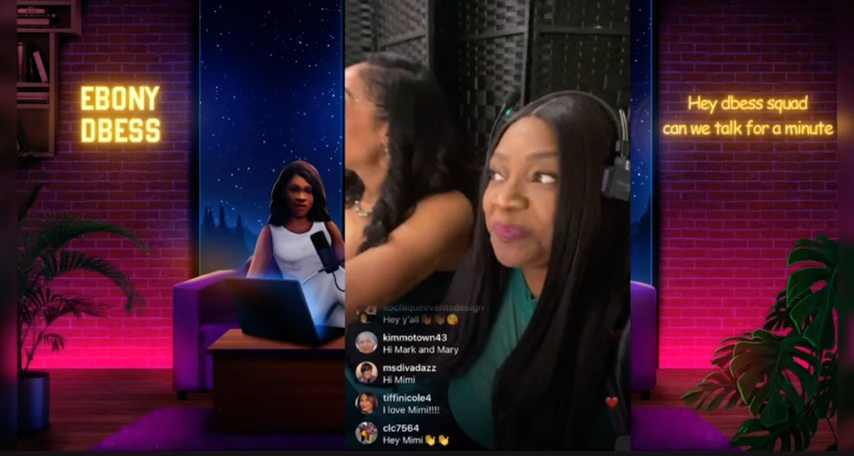 EBONY
DBESS
Hey dbess squad
can we talk for a minute
Hey y'all 👋🏾👋🏾😘
kimmotown43
Hi Mark and Mary
msdivadazz
Hi Mimi
tiffinicole4
I love Mimi!!!!
clc7564
Hey Mimi 👋👋